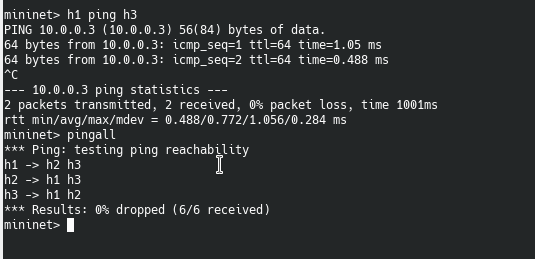 mininet> h1 ping h3
PING 10.0.0.3 (10.0.0.3) 56(84) bytes of data.
64 bytes from 10.0.0.3: icmp_seq=1 ttl=64 time=1.05 ms
64 bytes from 10.0.0.3: icmp_seq=2 ttl=64 time=0.488 ms
^C
--- 10.0.0.3 ping statistics ---
2 packets transmitted, 2 received, 0% packet loss, time 1001ms
rtt min/avg/max/mdev = 0.488/0.772/1.056/0.284 ms
mininet> pingall
*** Ping: testing ping reachability
h1 -> h2 h3
h2 -> h1 h3
h3 -> h1 h2
*** Results: 0% dropped (6/6 received)
mininet>